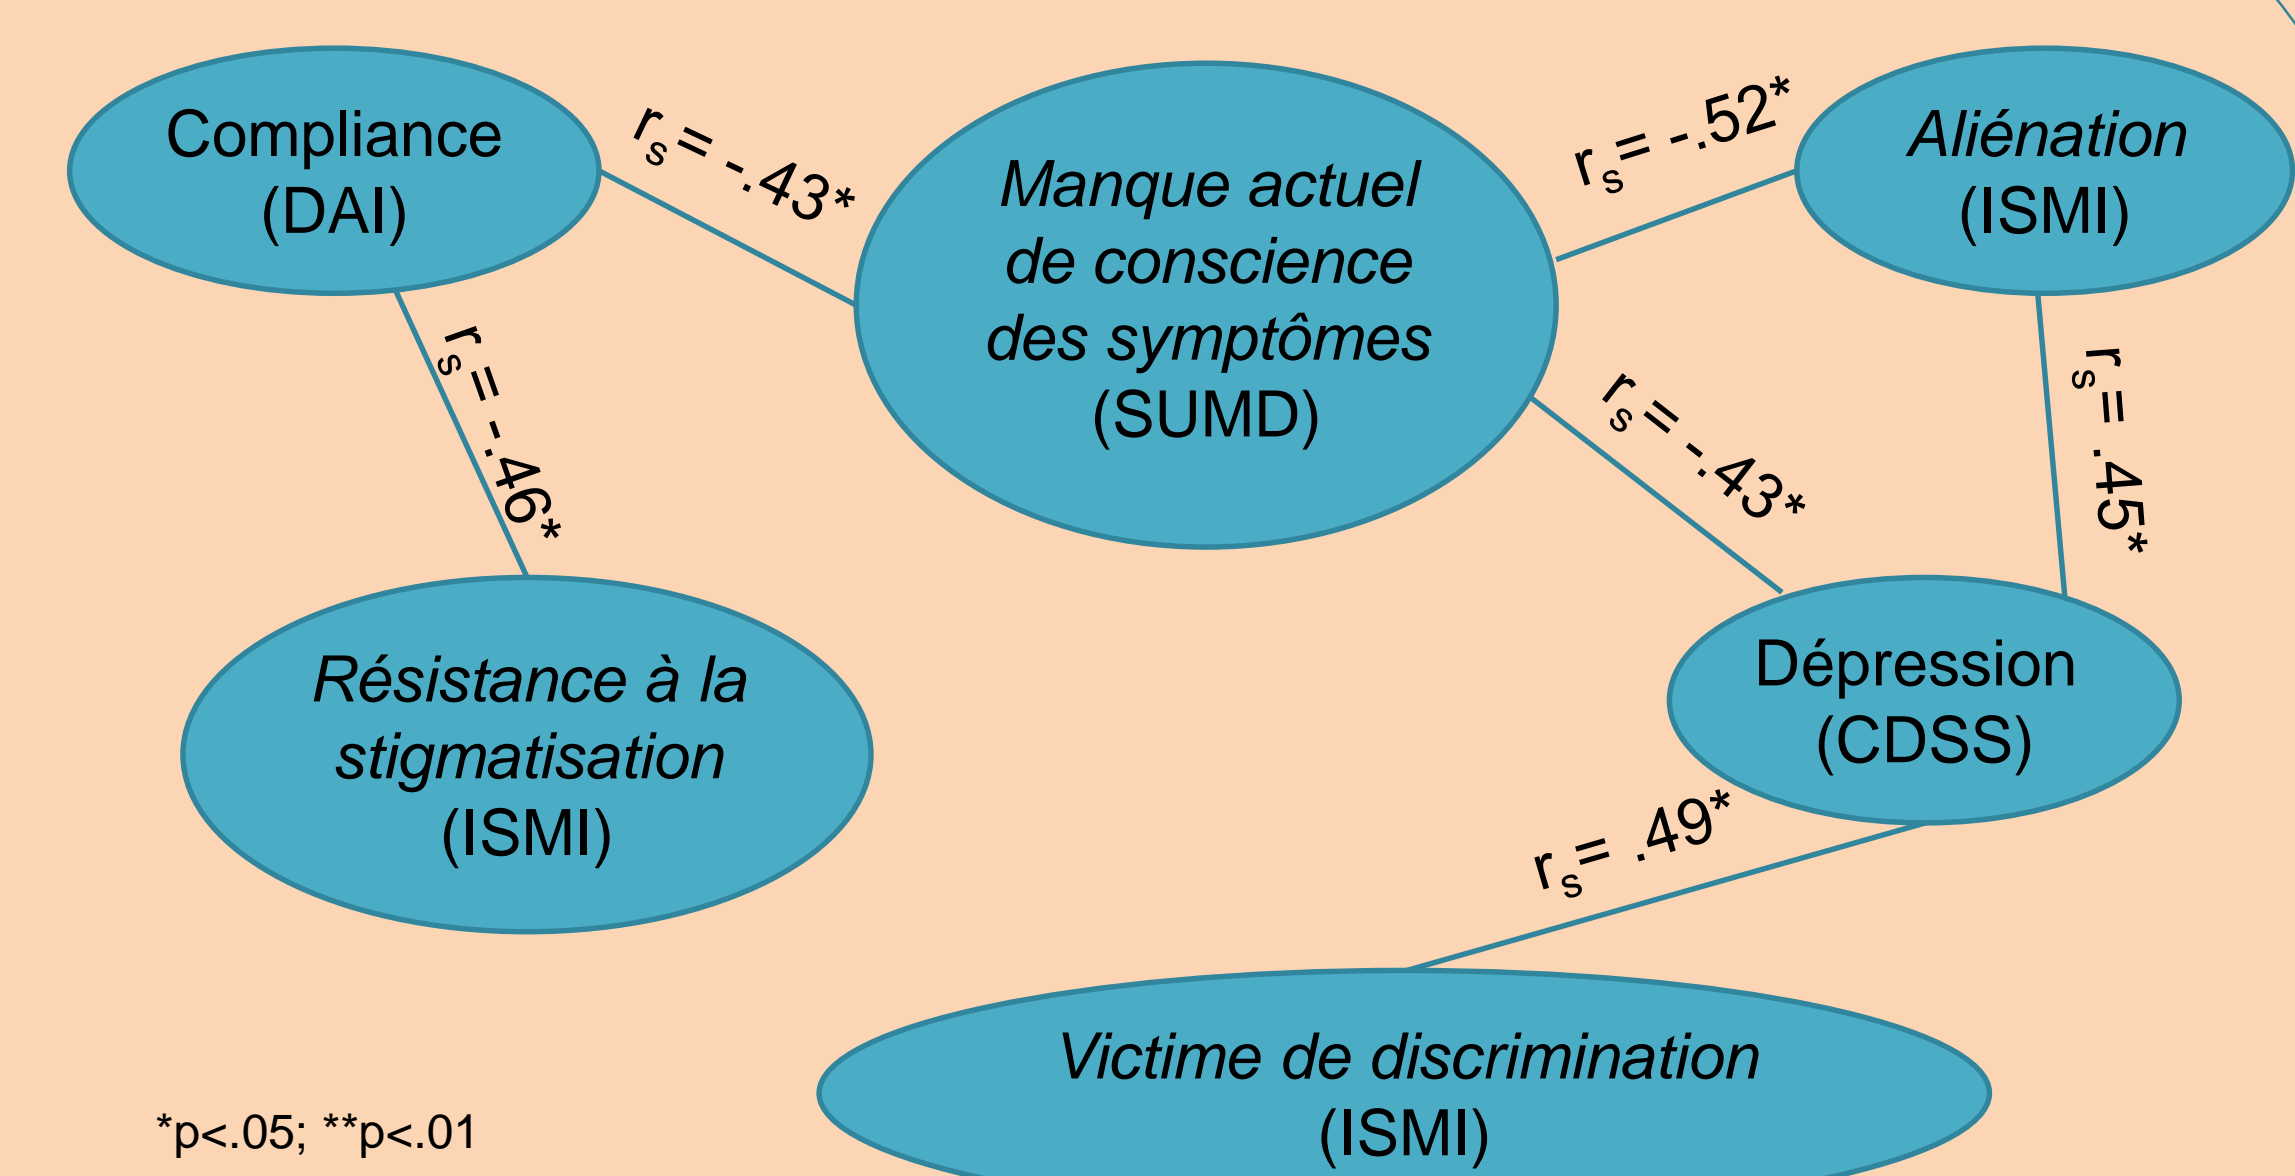 Compliance
(DAI)
rs = -.43*
Manque actuel
de conscience
des symptômes
(SUMD)
rs= -.52*
Aliénation
(ISMI)
rs = -.46*
rs = -.43*
rs= .45*
Résistance à la
stigmatisation
(ISMI)
Dépression
(CDSS)
rs= .49*
Victime de discrimination
(ISMI)
*p<.05; **p<.01